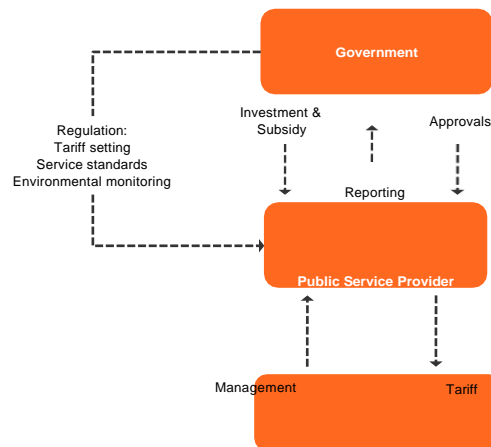 Government
Investment &
Subsidy
Approvals
Regulation:
Tariff setting
Service standards
Environmental monitoring
Reporting
Public Service Provider
Management
Tariff